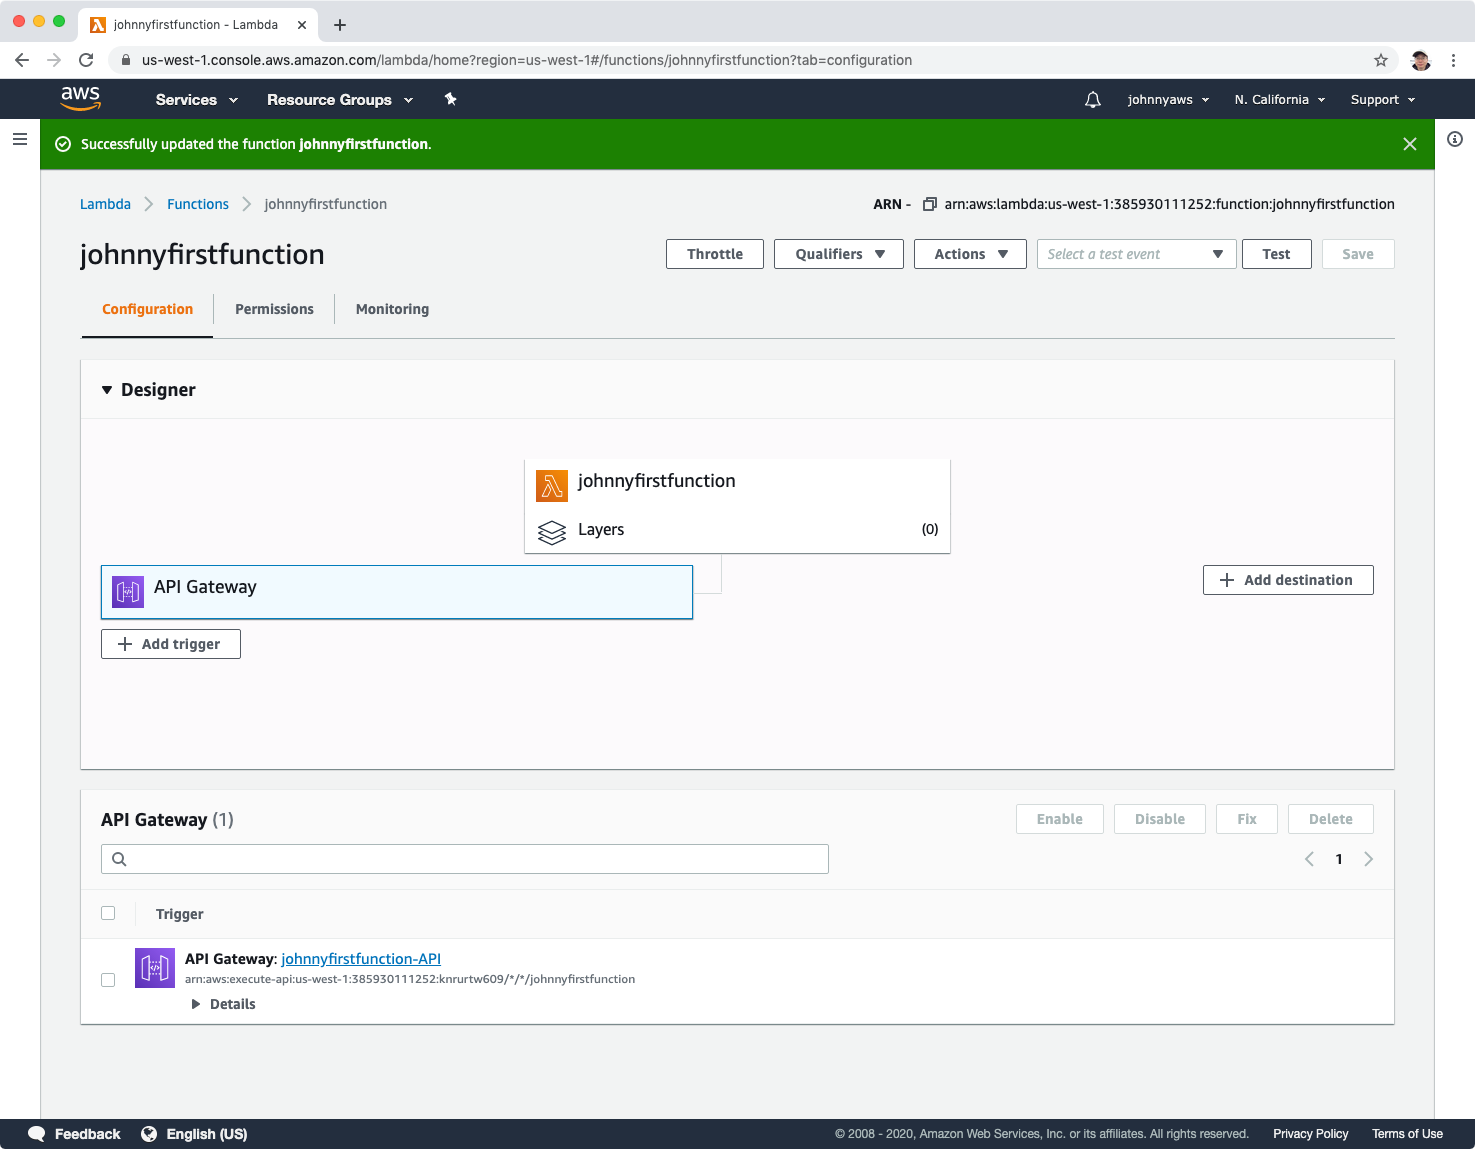 johnnyfirstfunction - Lambda
us-west-1.console.aws.amazon.com/lambda/home?region=us-west-1#/functions/johnnyfirstfunction?tab=configuration
aws Services Resource Groups johnnyaws N. California Support
Successfully updated the function johnnyfirstfunction.
Lambda Functions johnnyfirstfunction ARN - arn:aws:lambda:us-west-1:385930111252:function:johnnyfirstfunction
johnnyfirstfunction Throttle Qualifiers Actions Select a test event Test Save
Configuration Permissions Monitoring
Designer
johnnyfirstfunction
Layers (0)
API Gateway
Add destination
Add trigger
API Gateway (1) Enable Disable Fix Delete
1
Trigger
API Gateway: johnnyfirstfunction-API
arn:aws:execute-api:us-west-1:385930111252:knrurtw609/*/*/johnnyfirstfunction
Details
Feedback English (US) © 2008 - 2020, Amazon Web Services, Inc. or its affiliates. All rights reserved. Privacy Policy Terms of Use